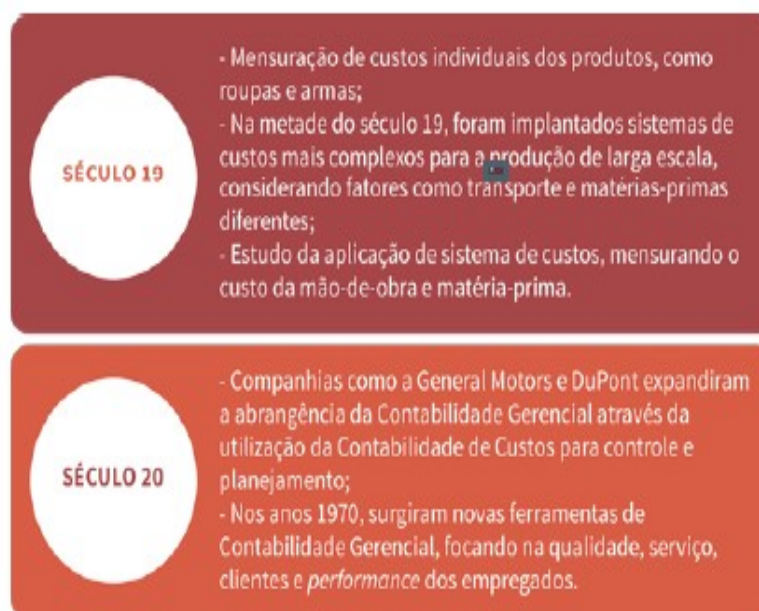 SÉCULO 19
- Mensuração de custos individuais dos produtos, como
roupas e armas;
- Na metade do século 19, foram implantados sistemas de
custos mais complexos para a produção de larga escala,
considerando fatores como transporte e matérias-primas
diferentes;
- Estudo da aplicação de sistema de custos, mensurando o
custo da mão-de-obra e matéria-prima.
SÉCULO 20
- Companhias como a General Motors e DuPont expandiram
a abrangência da Contabilidade Gerencial através da
utilização da Contabilidade de Custos para controle e
planejamento;
- Nos anos 1970, surgiram novas ferramentas de
Contabilidade Gerencial, focando na qualidade, serviço,
clientes e performance dos empregados.